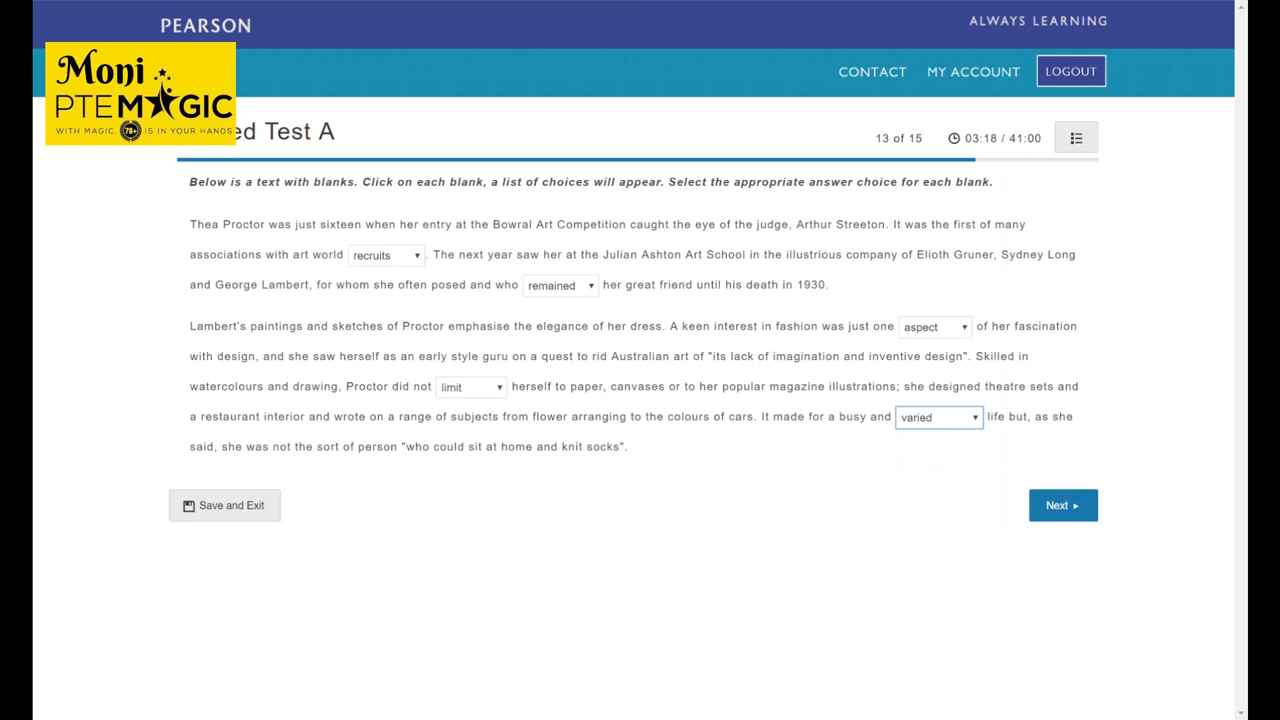 PEARSON
ALWAYS LEARNING
Moni
PTEMAGIC
WITH MAGIC, 79+ IS IN YOUR HANDS
CONTACT MY ACCOUNT LOGOUT
ed Test A
13 of 15 03:18 / 41:00
Below is a text with blanks. Click on each blank, a list of choices will appear. Select the appropriate answer choice for each blank.
Thea Proctor was just sixteen when her entry at the Bowral Art Competition caught the eye of the judge, Arthur Streeton. It was the first of many
associations with art world recruits . The next year saw her at the Julian Ashton Art School in the illustrious company of Elioth Gruner, Sydney Long
and George Lambert, for whom she often posed and who remained her great friend until his death in 1930.
Lambert's paintings and sketches of Proctor emphasise the elegance of her dress. A keen interest in fashion was just one aspect of her fascination
with design, and she saw herself as an early style guru on a quest to rid Australian art of "its lack of imagination and inventive design". Skilled in
watercolours and drawing, Proctor did not limit herself to paper, canvases or to her popular magazine illustrations; she designed theatre sets and
a restaurant interior and wrote on a range of subjects from flower arranging to the colours of cars. It made for a busy and varied life but, as she
said, she was not the sort of person "who could sit at home and knit socks".
Save and Exit Next